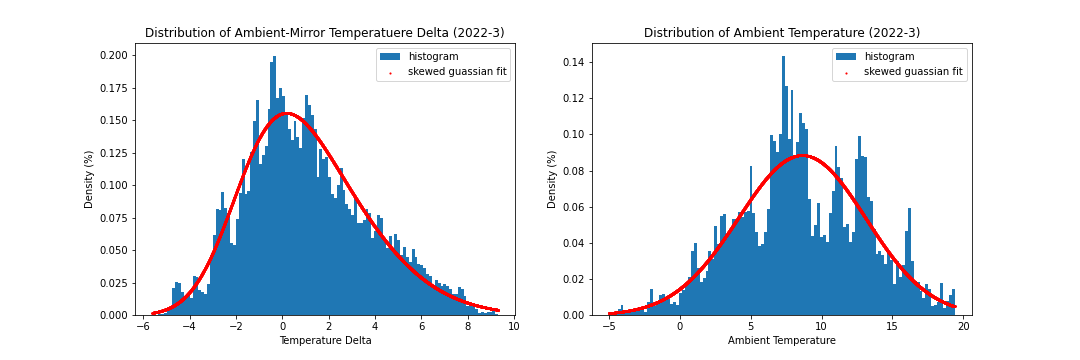 Distribution of Ambient-Mirror Temperatuere Delta (2022-3)
0.200
0.175
0.150
0.125
0.100
0.075
0.050
0.025
0.000
Density (%)
histogram
skewed guassian fit
−6 −4 −2 0 2 4 6 8 10
Temperature Delta
Distribution of Ambient Temperature (2022-3)
0.14
0.12
0.10
0.08
0.06
0.04
0.02
0.00
Density (%)
histogram
skewed guassian fit
−5 0 5 10 15 20
Ambient Temperature